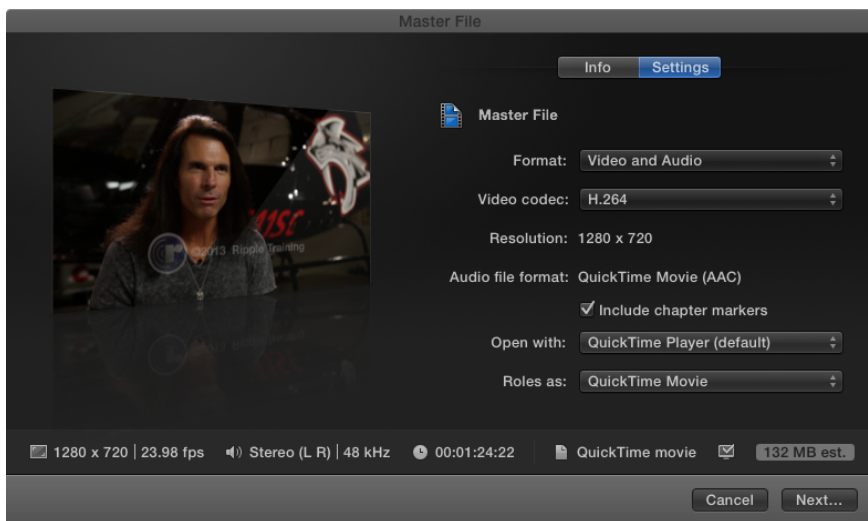 Master File
Info
Settings
Master File
Format: Video and Audio
Video codec: H.264
Resolution: 1280 x 720
Audio file format: QuickTime Movie (AAC)
Include chapter markers
Open with: QuickTime Player (default)
Roles as: QuickTime Movie
©2013 Ripple Training
1280 x 720 | 23.98 fps
Stereo (L R) | 48 kHz
00:01:24:22
QuickTime movie
132 MB est.
Cancel
Next...